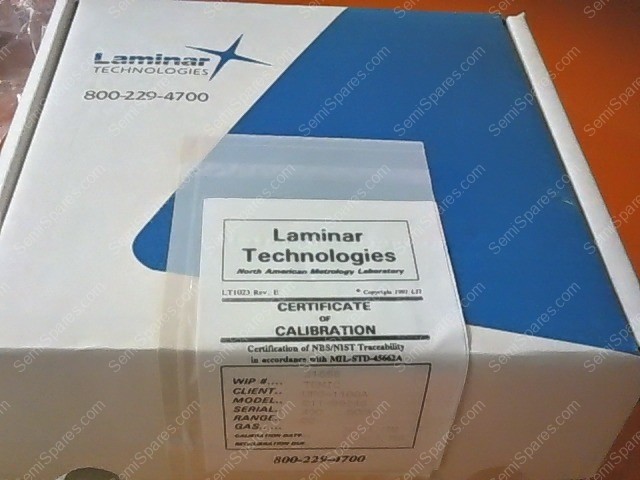 Laminar
TECHNOLOGIES
800-229-4700
Laminar
Technologies
North American Metrology Laboratory
LT1023 Rev. E * Copyright 1991 LTI
CERTIFICATE
OF
CALIBRATION
Certification of NBS/NIST Traceability
in accordance with MIL-STD-45662A
WIP #....
CLIENT..
MODEL..
SERIAL.
RANGE..
GAS.....
CALIBRATION DATE
RECALIBRATION DUE
800-229-4700
SemiSpares.com